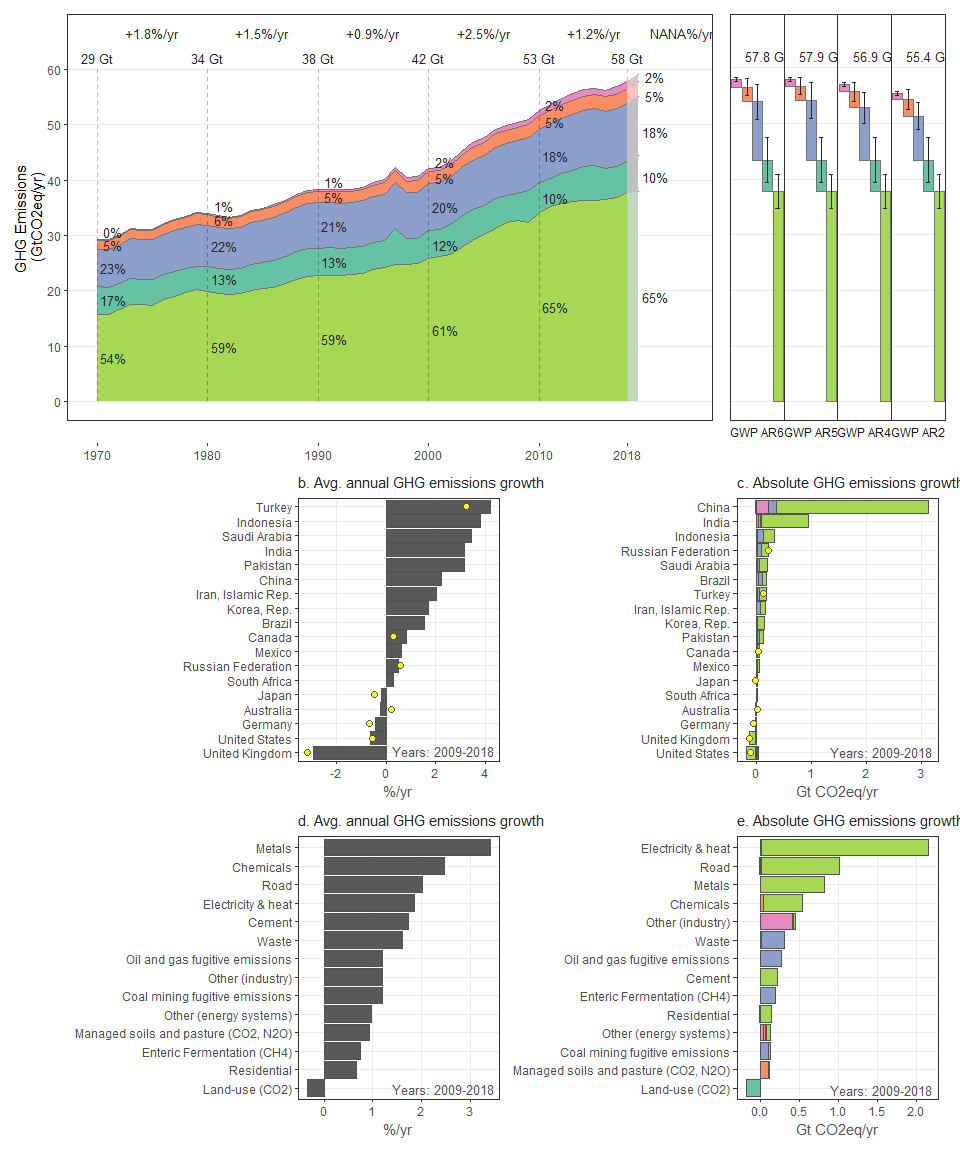 +1.8%/yr +1.5%/yr +0.9%/yr +2.5%/yr +1.2%/yr NANA%/yr
29 Gt 34 Gt 38 Gt 42 Gt 53 Gt 58 Gt
57.8 G 57.9 G 56.9 G 55.4 G
GHG Emissions
(GtCO2eq/yr)
60
50
40
30
20
10
0
0%
5%
23%
17%
54%
1%
6%
22%
13%
59%
1%
5%
21%
13%
59%
2%
5%
20%
12%
61%
2%
5%
18%
10%
65%
2%
5%
18%
10%
65%
GWP AR6 GWP AR5 GWP AR4 GWP AR2
1970 1980 1990 2000 2010 2018
b. Avg. annual GHG emissions growth
Turkey
Indonesia
Saudi Arabia
India
Pakistan
China
Iran, Islamic Rep.
Korea, Rep.
Brazil
Canada
Mexico
Russian Federation
South Africa
Japan
Australia
Germany
United States
United Kingdom
Years: 2009-2018
-2 0 2 4
%/yr
c. Absolute GHG emissions growth
China
India
Indonesia
Russian Federation
Saudi Arabia
Brazil
Turkey
Iran, Islamic Rep.
Korea, Rep.
Pakistan
Canada
Mexico
Japan
South Africa
Australia
Germany
United Kingdom
United States
Years: 2009-2018
0 1 2 3
Gt CO2eq/yr
d. Avg. annual GHG emissions growth
Metals
Chemicals
Road
Electricity & heat
Cement
Waste
Oil and gas fugitive emissions
Other (industry)
Coal mining fugitive emissions
Other (energy systems)
Managed soils and pasture (CO2, N2O)
Enteric Fermentation (CH4)
Residential
Land-use (CO2)
Years: 2009-2018
0 1 2 3
%/yr
e. Absolute GHG emissions growth
Electricity & heat
Road
Metals
Chemicals
Other (industry)
Waste
Oil and gas fugitive emissions
Cement
Enteric Fermentation (CH4)
Residential
Other (energy systems)
Coal mining fugitive emissions
Managed soils and pasture (CO2, N2O)
Land-use (CO2)
Years: 2009-2018
0.0 0.5 1.0 1.5 2.0
Gt CO2eq/yr